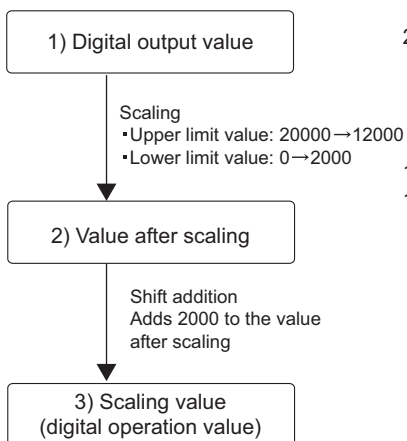 1) Digital output value
Scaling
▪Upper limit value: 20000→12000
▪Lower limit value: 0→2000
2) Value after scaling
Shift addition
Adds 2000 to the value
after scaling
3) Scaling value
(digital operation value)